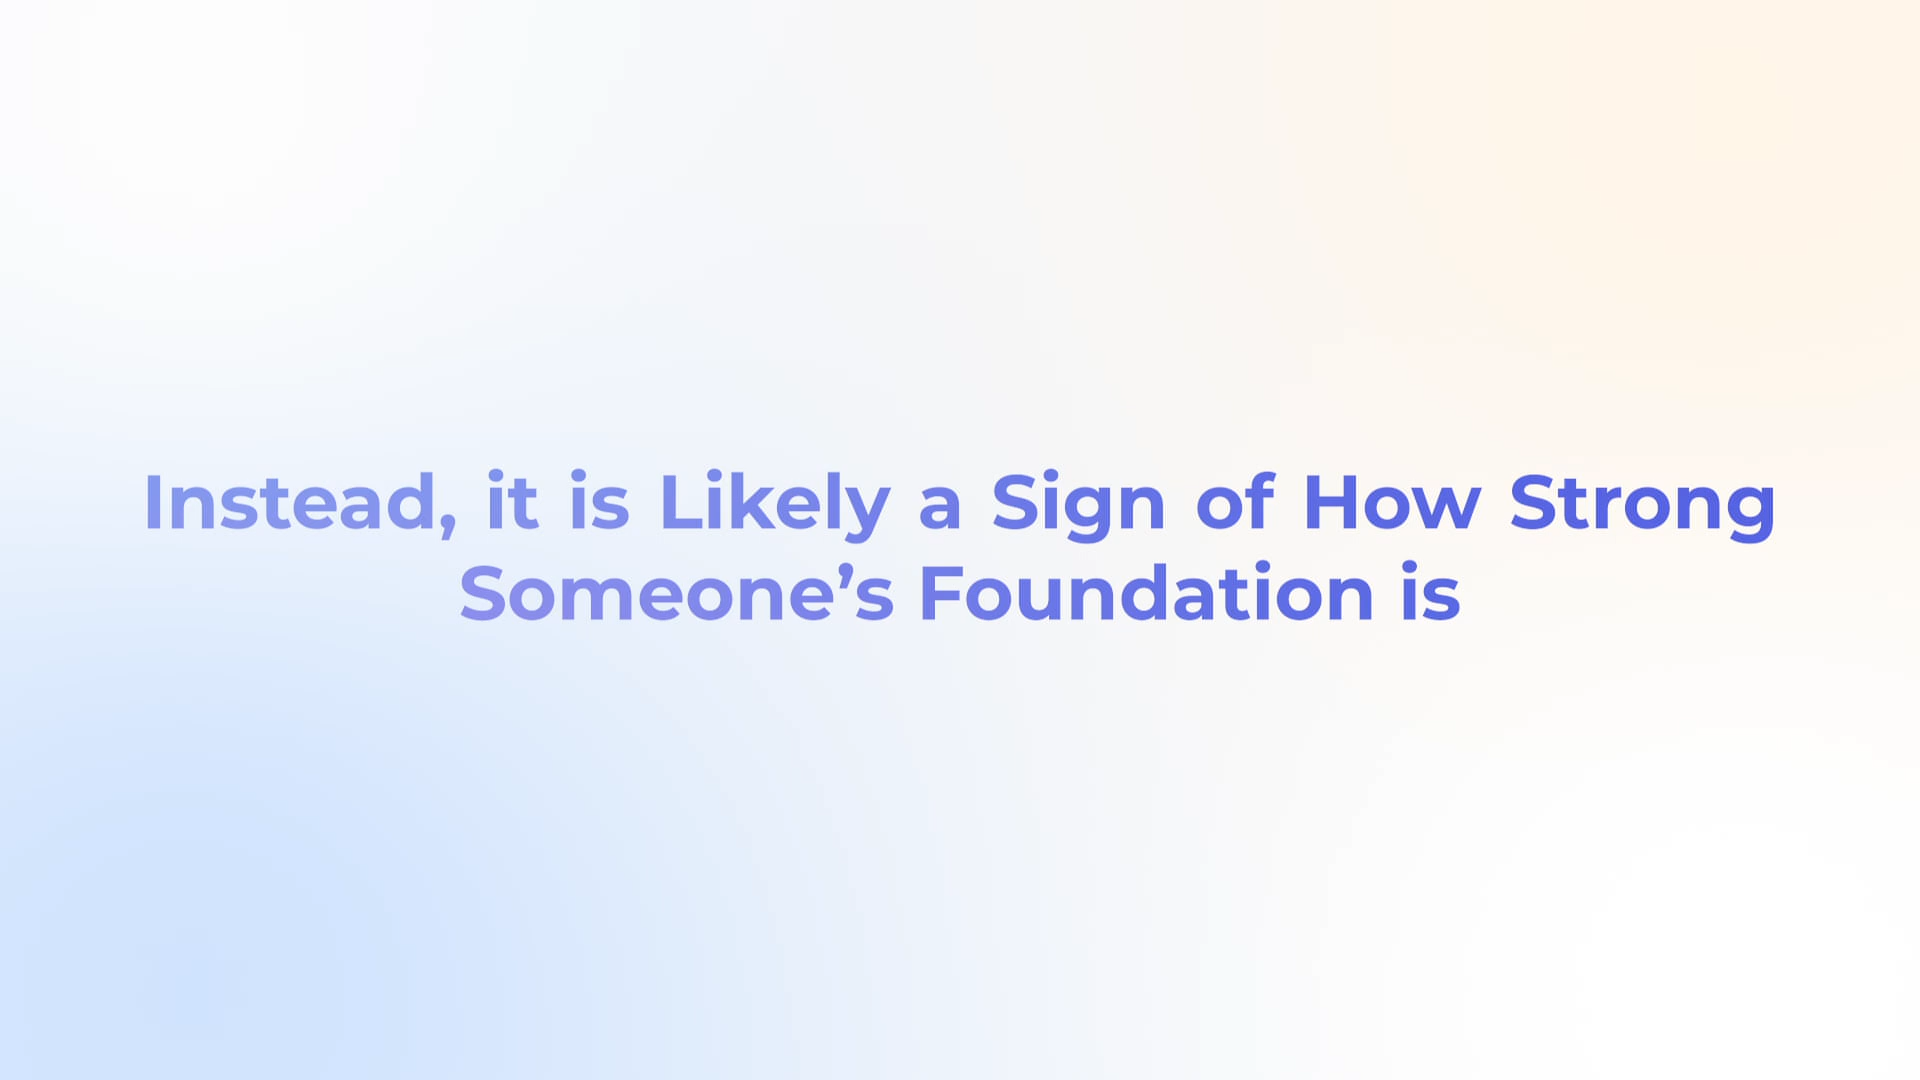 Instead, it is Likely a Sign of How Strong
Someone’s Foundation is